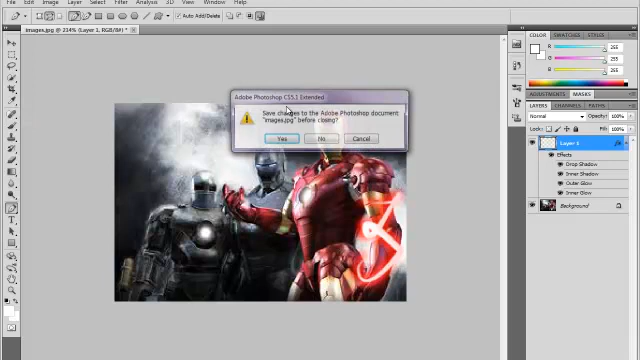 File Edit Image Layer Select Filter Analysis 3D View Window Help
Auto Add/Delete
images.jpg @ 214% (Layer 1, RGB/8#) *
Adobe Photoshop CS5.1 Extended
Save changes to the Adobe Photoshop document
"images.jpg" before closing?
Yes No Cancel
COLOR SWATCHES STYLES
R 255
G 255
B 255
ADJUSTMENTS MASKS
LAYERS CHANNELS PATHS
Normal Opacity: 100%
Lock: Fill: 100%
Layer 1 fx
Effects
Drop Shadow
Inner Shadow
Outer Glow
Inner Glow
Background